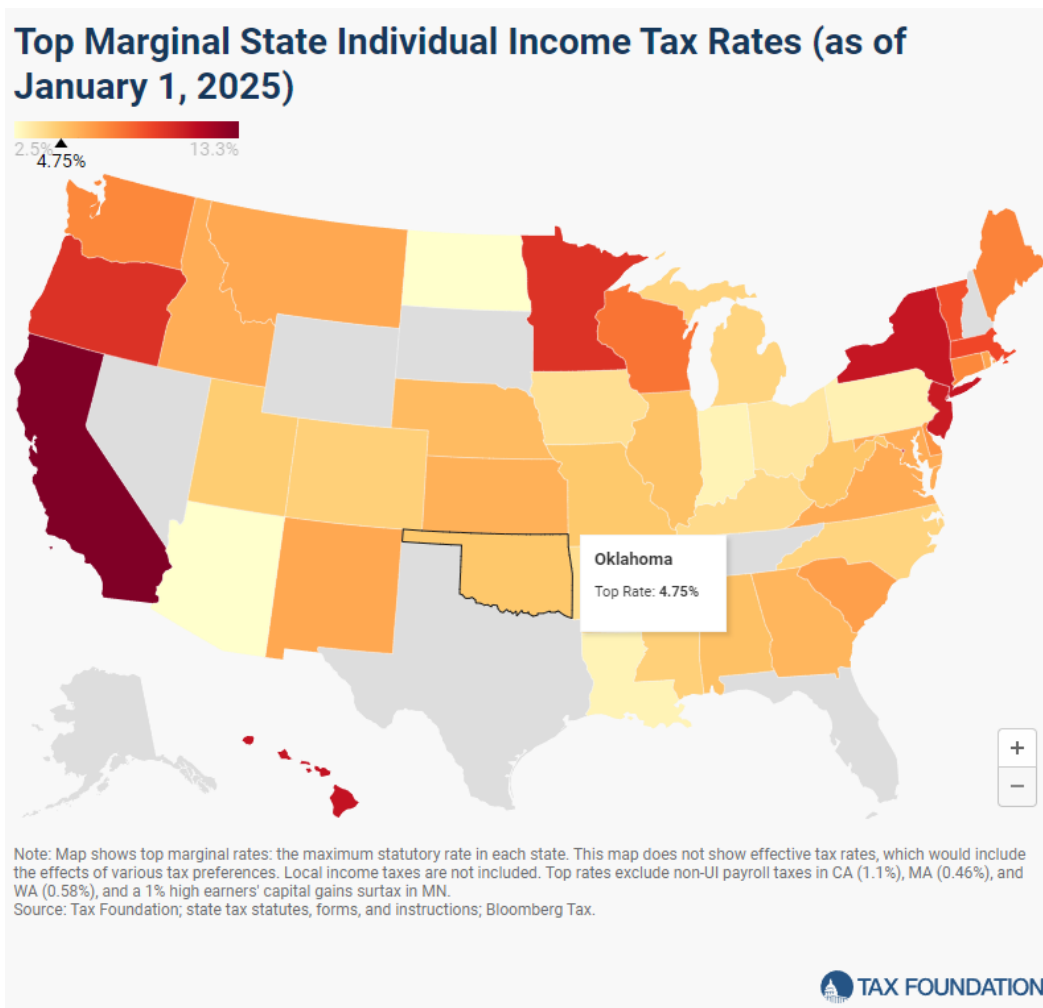 Top Marginal State Individual Income Tax Rates (as of
January 1, 2025)
2.5%
4.75%
13.3%
Oklahoma
Top Rate: 4.75%
+
−
Note: Map shows top marginal rates: the maximum statutory rate in each state. This map does not show effective tax rates, which would include
the effects of various tax preferences. Local income taxes are not included. Top rates exclude non-UI payroll taxes in CA (1.1%), MA (0.46%), and
WA (0.58%), and a 1% high earners' capital gains surtax in MN.
Source: Tax Foundation; state tax statutes, forms, and instructions; Bloomberg Tax.
TAX FOUNDATION